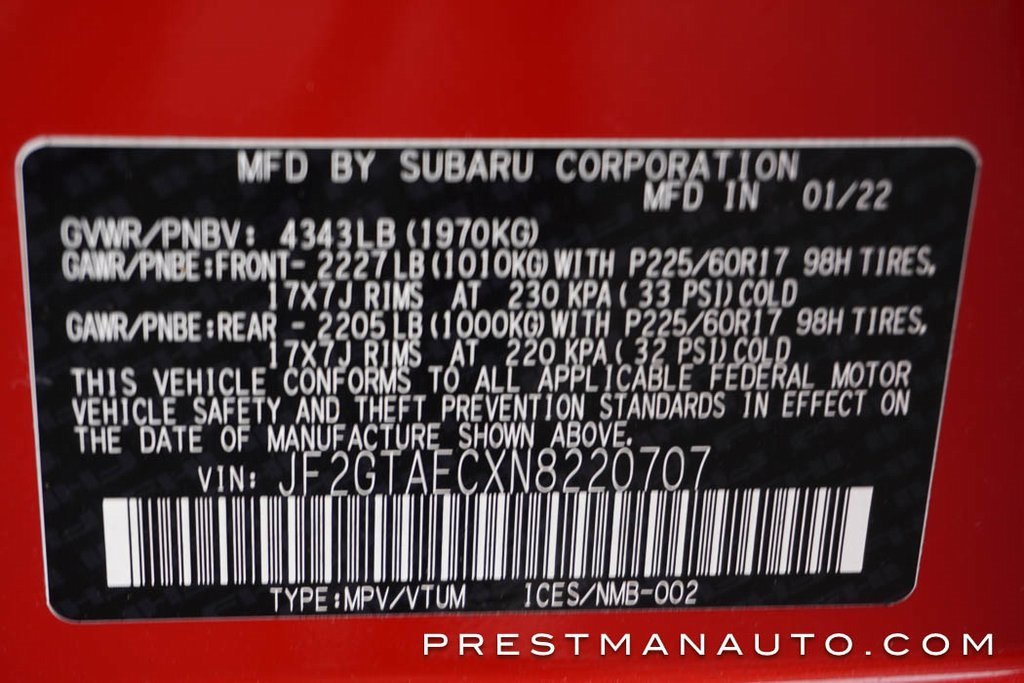 MFD BY SUBARU CORPORATION
MFD IN 01/22
GVWR/PNBV: 4343LB (1970KG)
GAWR/PNBE:FRONT- 2227LB (1010KG)WITH P225/60R17 98H TIRES,
17X7J RIMS AT 230 KPA( 33 PSI)COLD
GAWR/PNBE:REAR - 2205LB (1000KG)WITH P225/60R17 98H TIRES,
17X7J RIMS AT 220 KPA( 32 PSI)COLD
THIS VEHICLE CONFORMS TO ALL APPLICABLE FEDERAL MOTOR
VEHICLE SAFETY AND THEFT PREVENTION STANDARDS IN EFFECT ON
THE DATE OF MANUFACTURE SHOWN ABOVE.
VIN: JF2GTAECXN8220707
TYPE:MPV/VTUM ICES/NMB-002
PRESTMANAUTO.COM